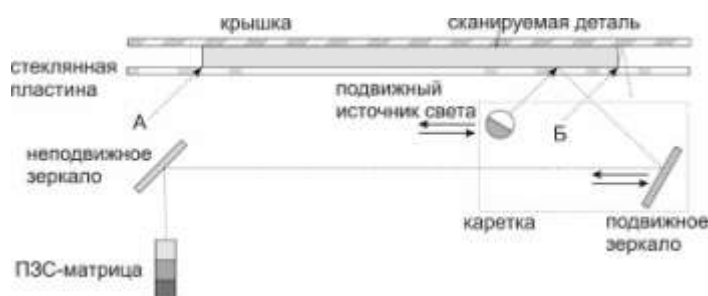 крышка
сканируемая деталь
стеклянная
пластина
подвижный
источник света
А
Б
неподвижное
зеркало
каретка
подвижное
зеркало
ПЗС-матрица